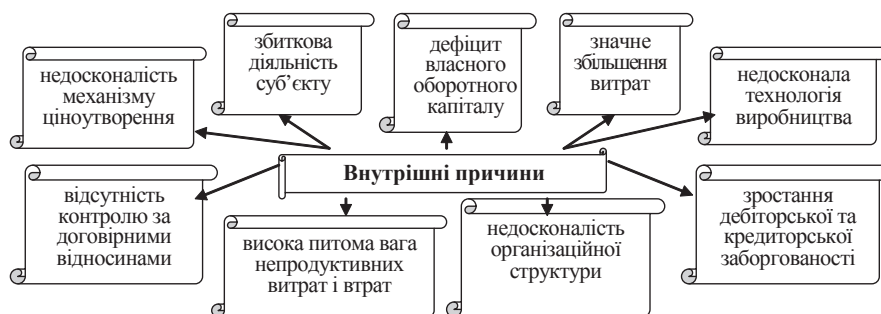 недосконалість
механізму
ціноутворення
збиткова
діяльність
суб’єкту
дефіцит
власного
оборотного
капіталу
значне
збільшення
витрат
недосконала
технологія
виробництва
Внутрішні причини
відсутність
контролю за
договірними
відносинами
висока питома вага
непродуктивних
витрат і втрат
недосконалість
організаційної
структури
зростання
дебіторської та
кредиторської
заборгованості